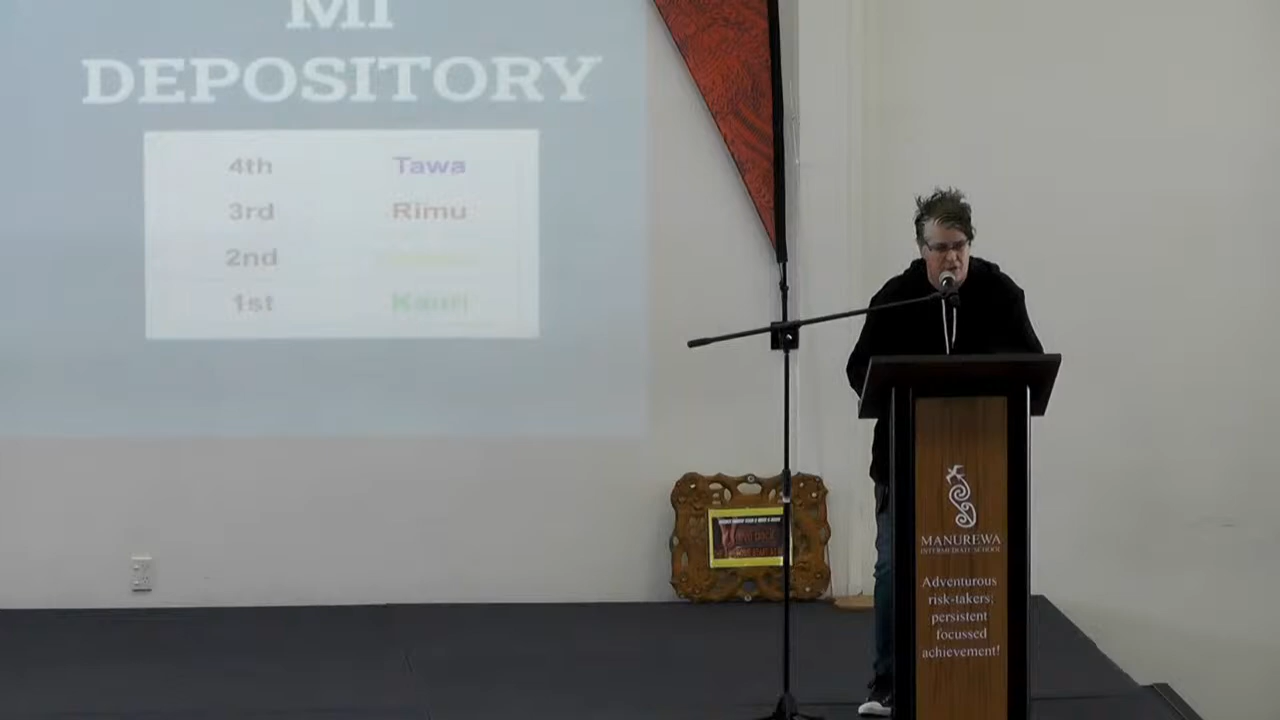 MI
DEPOSITORY
4th Tawa
3rd Rimu
2nd
1st Kauri
MANUREWA
INTERMEDIATE SCHOOL
Adventurous
risk-takers;
persistent
focussed
achievement!